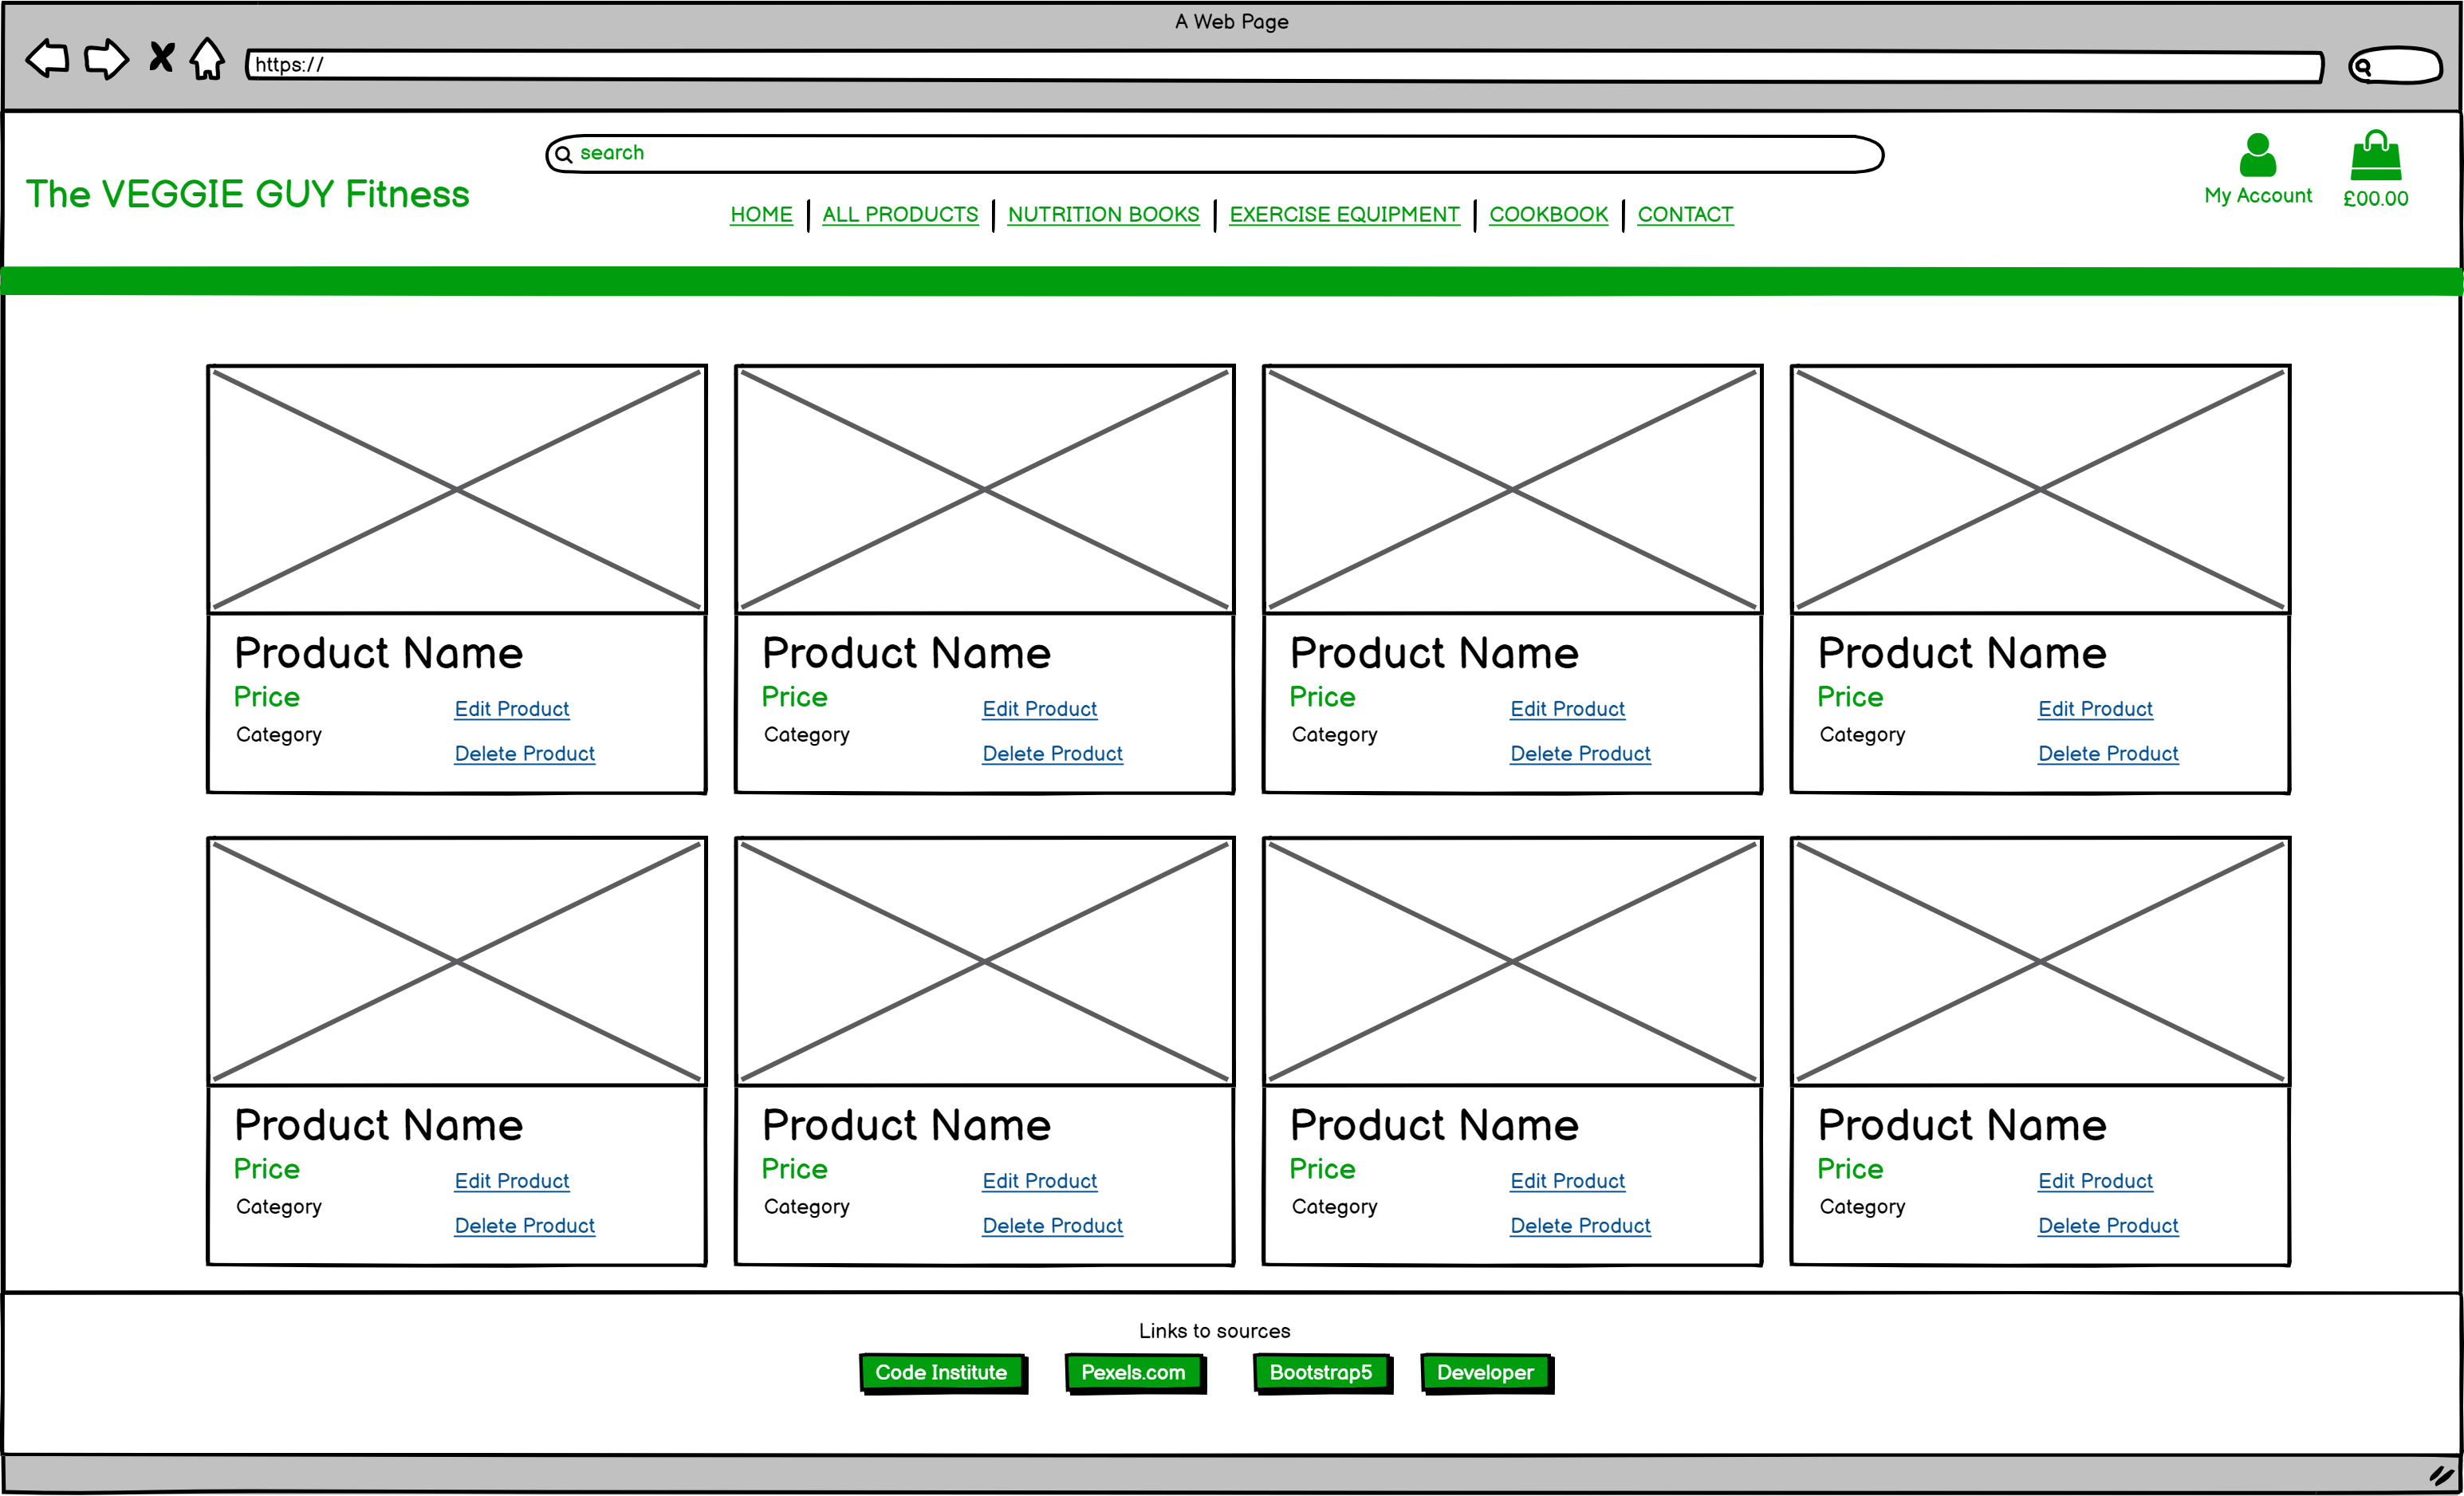 A Web Page
https://
search
The VEGGIE GUY Fitness
HOME ALL PRODUCTS NUTRITION BOOKS EXERCISE EQUIPMENT COOKBOOK CONTACT
My Account £00.00
Product Name Product Name Product Name Product Name
Price Price Price Price
Edit Product Edit Product Edit Product Edit Product
Category Category Category Category
Delete Product Delete Product Delete Product Delete Product
Product Name Product Name Product Name Product Name
Price Price Price Price
Edit Product Edit Product Edit Product Edit Product
Category Category Category Category
Delete Product Delete Product Delete Product Delete Product
Links to sources
Code Institute Pexels.com Bootstrap5 Developer